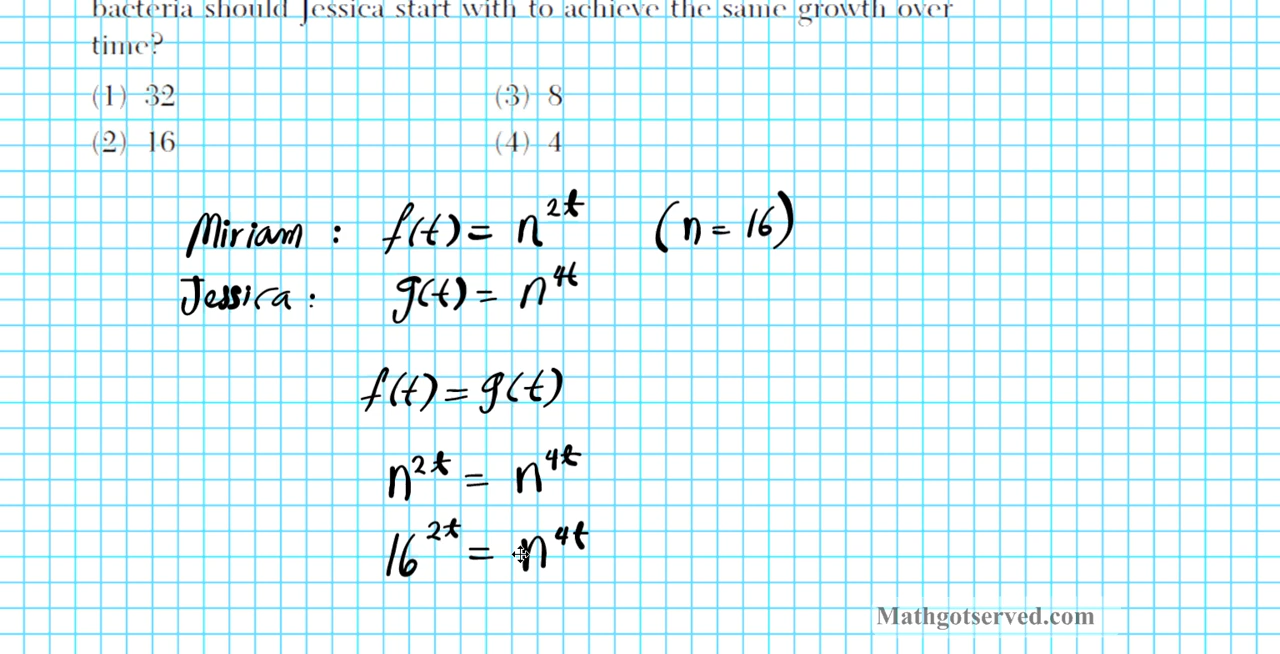 bacteria should Jessica start with to achieve the same growth over
time?
(1) 32 (3) 8
(2) 16 (4) 4
Miriam : f(t) = n^2t (n = 16)
Jessica : g(t) = n^4t
f(t) = g(t)
n^2t = n^4t
16^2t = n^4t
Mathgotserved.com